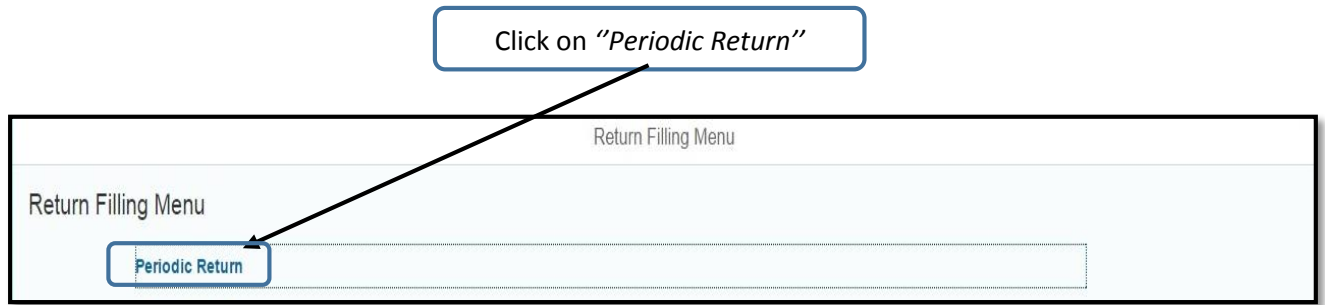 Click on ‘’Periodic Return’’
Return Filling Menu
Return Filling Menu
Periodic Return